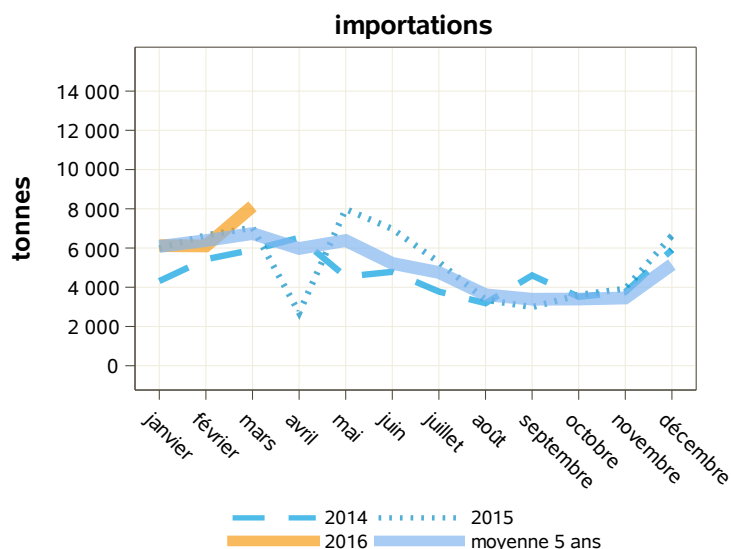 importations
tonnes
14 000
12 000
10 000
8 000
6 000
4 000
2 000
0
janvier
février
mars
avril
mai
juin
juillet
août
septembre
octobre
novembre
décembre
2014 2015
2016 moyenne 5 ans